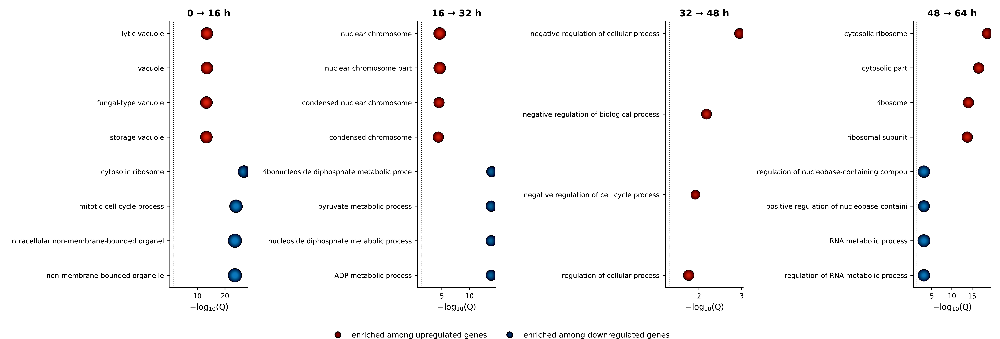 0 → 16 h
lytic vacuole
vacuole
fungal-type vacuole
storage vacuole
cytosolic ribosome
mitotic cell cycle process
intracellular non-membrane-bounded organel
non-membrane-bounded organelle
10 20
−log10(Q)
16 → 32 h
nuclear chromosome
nuclear chromosome part
condensed nuclear chromosome
condensed chromosome
ribonucleoside diphosphate metabolic proce
pyruvate metabolic process
nucleoside diphosphate metabolic process
ADP metabolic process
5 10
−log10(Q)
32 → 48 h
negative regulation of cellular process
negative regulation of biological process
negative regulation of cell cycle process
regulation of cellular process
2 3
−log10(Q)
48 → 64 h
cytosolic ribosome
cytosolic part
ribosome
ribosomal subunit
regulation of nucleobase-containing compou
positive regulation of nucleobase-containi
RNA metabolic process
regulation of RNA metabolic process
5 10 15
−log10(Q)
enriched among upregulated genes
enriched among downregulated genes